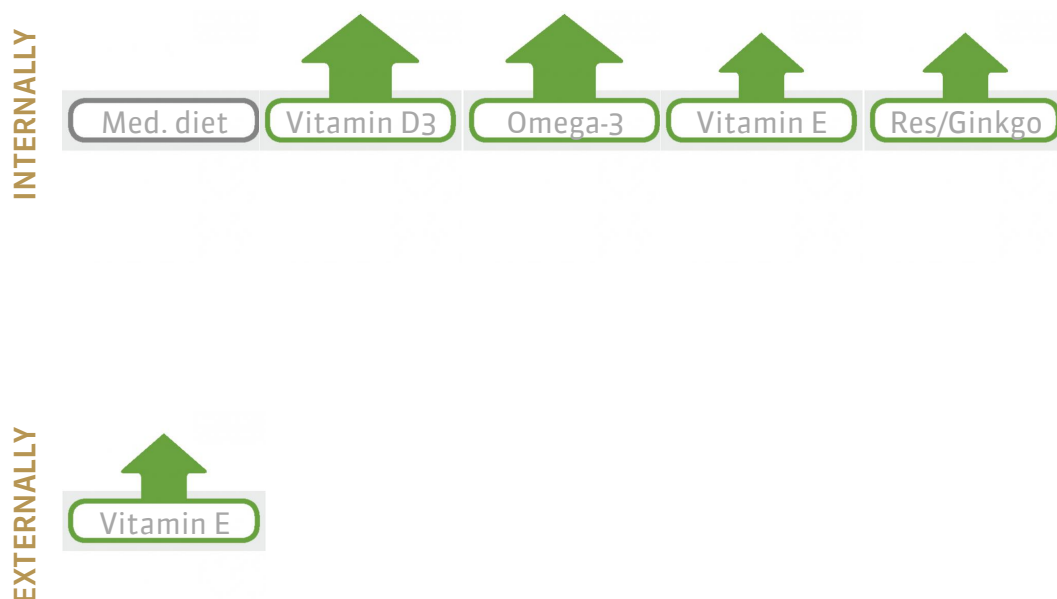 INTERNALLY
Med. diet
Vitamin D3
Omega-3
Vitamin E
Res/Ginkgo
EXTERNALLY
Vitamin E